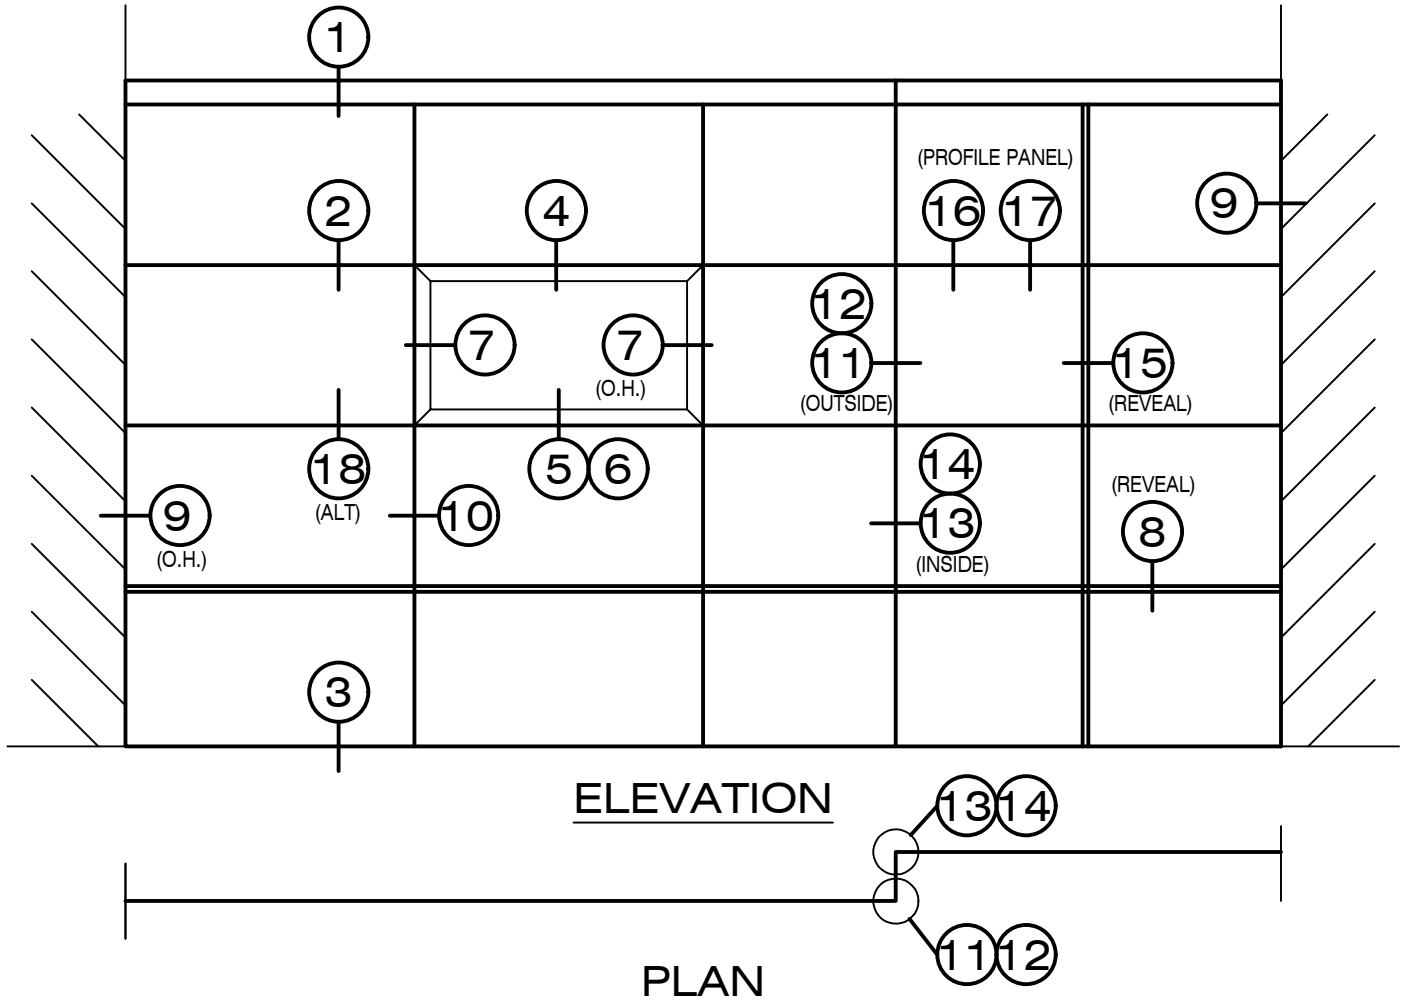 1
(PROFILE PANEL)
2
4
16
17
9
12
7
7
11
15
(O.H.)
(OUTSIDE)
(REVEAL)
18
5
6
14
(ALT)
(REVEAL)
9
10
13
8
(O.H.)
(INSIDE)
3
ELEVATION
13
14
11
12
PLAN